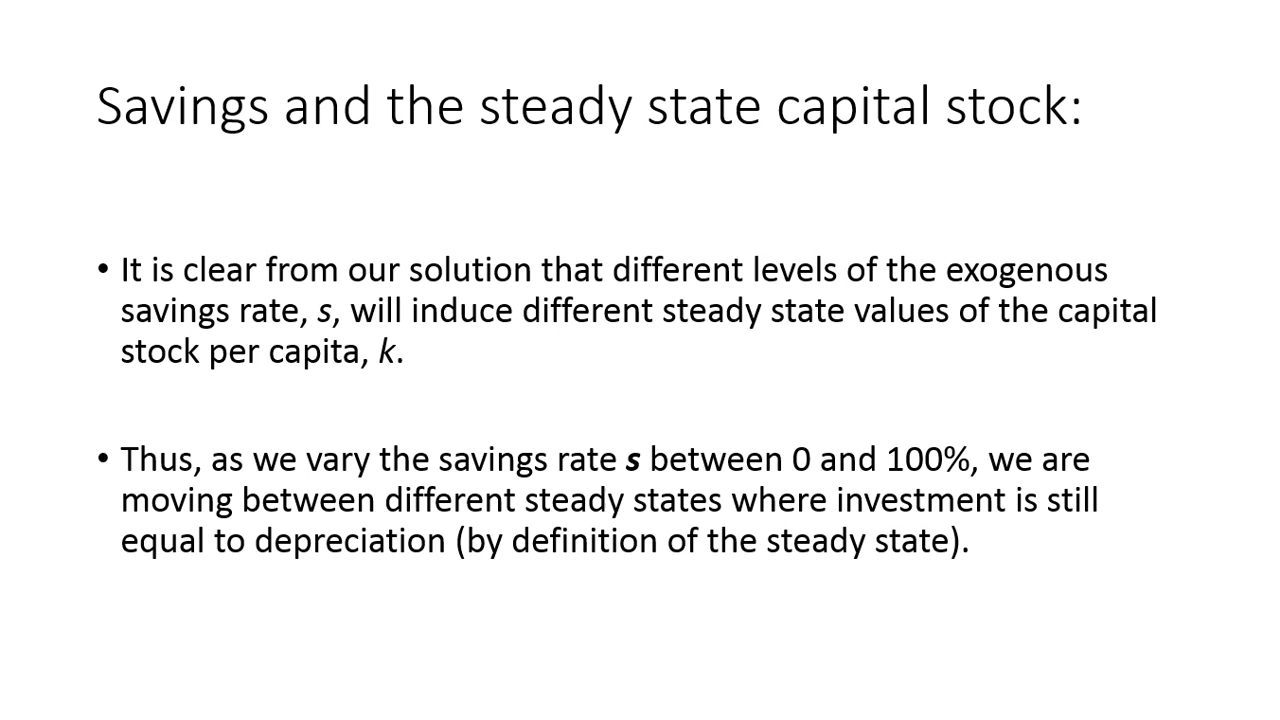 Savings and the steady state capital stock:
• It is clear from our solution that different levels of the exogenous
savings rate, s, will induce different steady state values of the capital
stock per capita, k.
• Thus, as we vary the savings rate s between 0 and 100%, we are
moving between different steady states where investment is still
equal to depreciation (by definition of the steady state).